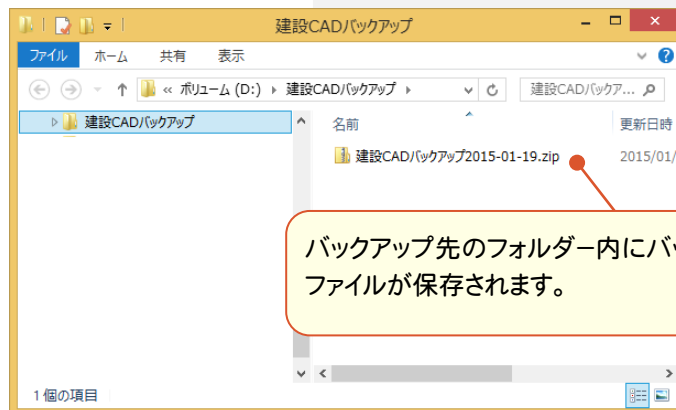 建設CADバックアップ
ファイル ホーム 共有 表示
« ボリューム (D:) 建設CADバックアップ 建設CADバックア...
建設CADバックアップ
名前 更新日時
建設CADバックアップ2015-01-19.zip 2015/01/
バックアップ先のフォルダー内にバッ
ファイルが保存されます。
1 個の項目